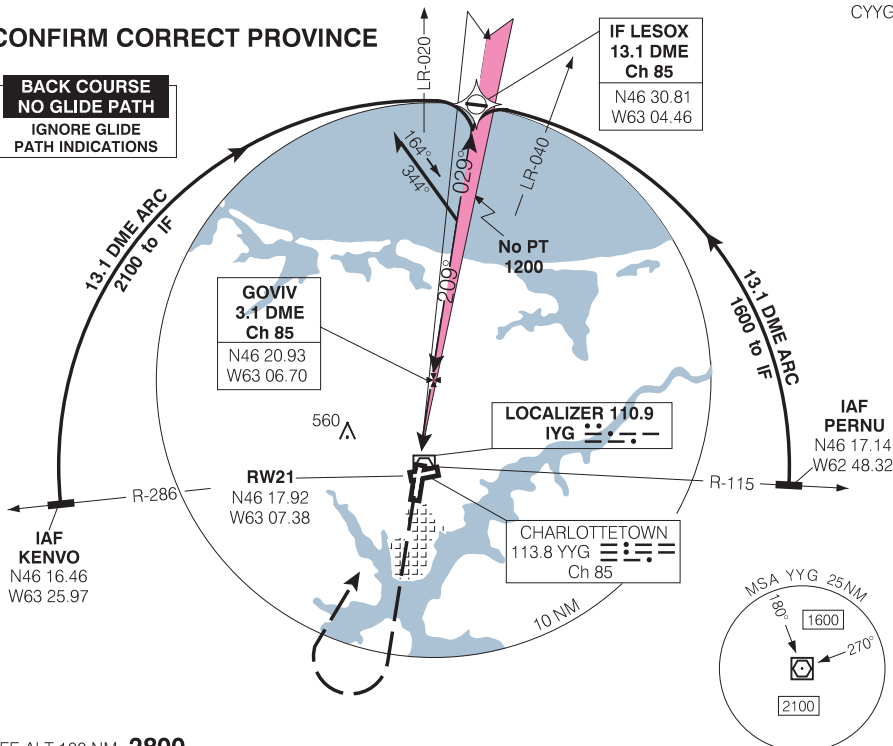 CYYG
CONFIRM CORRECT PROVINCE
BACK COURSE
NO GLIDE PATH
IGNORE GLIDE
PATH INDICATIONS
LR-020
IF LESOX
13.1 DME
Ch 85
N46 30.81
W63 04.46
164°
344°
029°
LR-040
13.1 DME ARC
2100 to IF
No PT
1200
209°
GOVIV
3.1 DME
Ch 85
N46 20.93
W63 06.70
13.1 DME ARC
1600 to IF
560
LOCALIZER 110.9
IYG
IAF
PERNU
N46 17.14
W62 48.32
RW21
N46 17.92
W63 07.38
R-286
R-115
IAF
KENVO
N46 16.46
W63 25.97
CHARLOTTETOWN
113.8 YYG
Ch 85
10 NM
MSA YYG 25NM
180°
1600
270°
2100
ALT 100 NM 2800